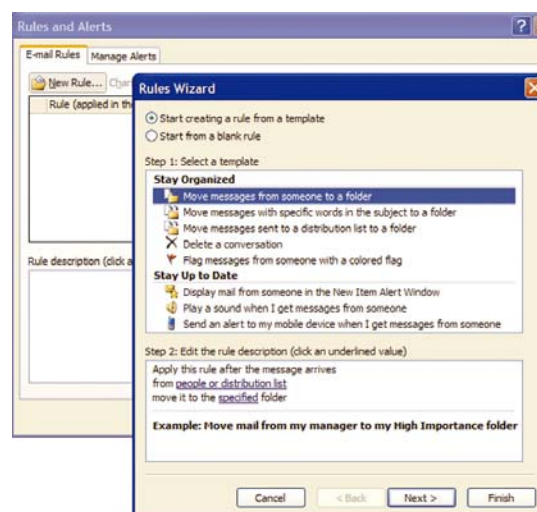 Rules and Alerts
E-mail Rules Manage Alerts
New Rule...
Rule (applied in the
Rules Wizard
Start creating a rule from a template
Start from a blank rule
Step 1: Select a template
Stay Organized
Move messages from someone to a folder
Move messages with specific words in the subject to a folder
Move messages sent to a distribution list to a folder
Delete a conversation
Flag messages from someone with a colored flag
Stay Up to Date
Display mail from someone in the New Item Alert Window
Play a sound when I get messages from someone
Send an alert to my mobile device when I get messages from someone
Rule description (click a
Step 2: Edit the rule description (click an underlined value)
Apply this rule after the message arrives
from people or distribution list
move it to the specified folder
Example: Move mail from my manager to my High Importance folder
Cancel < Back Next > Finish